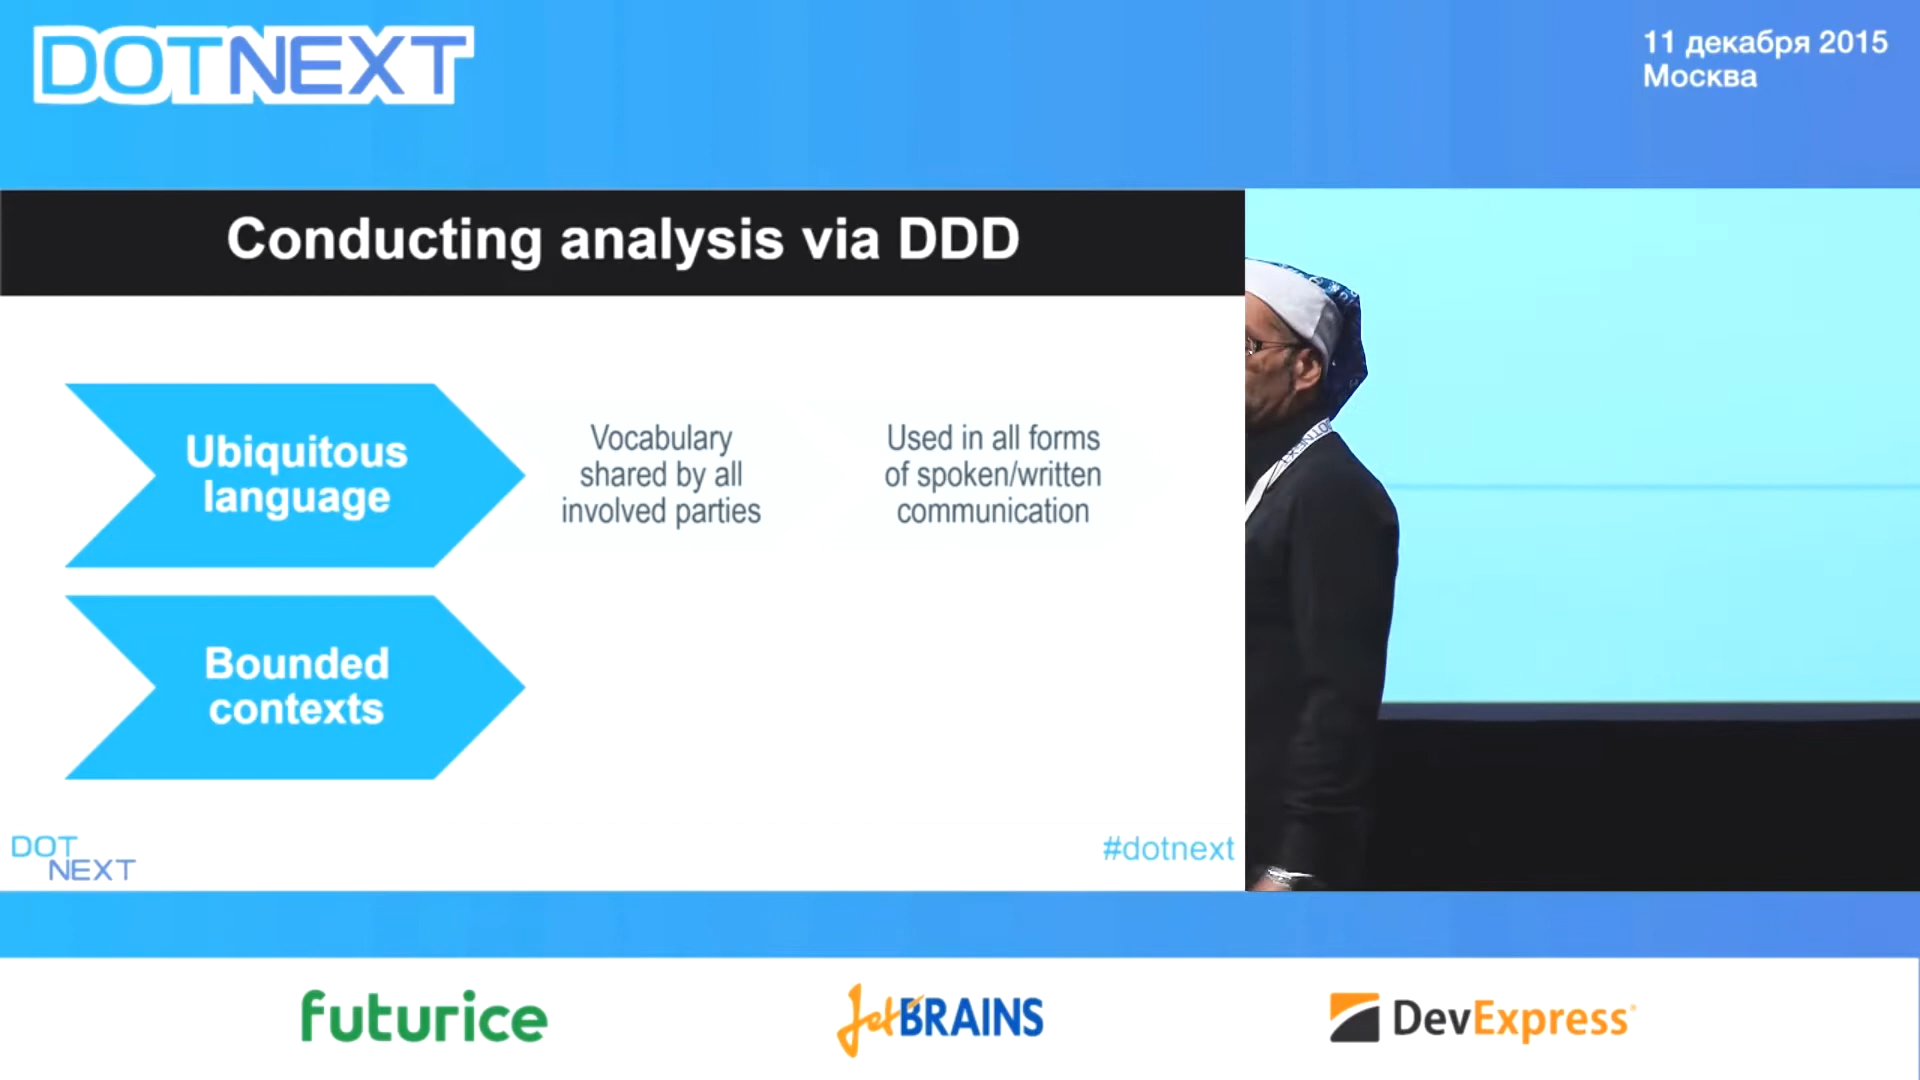 DOTNEXT
11 декабря 2015
Москва
Conducting analysis via DDD
Ubiquitous
language
Vocabulary
shared by all
involved parties
Used in all forms
of spoken/written
communication
Bounded
contexts
DOT
NEXT
#dotnext
DOTNEXT
futurice
JetBRAINS
DevExpress